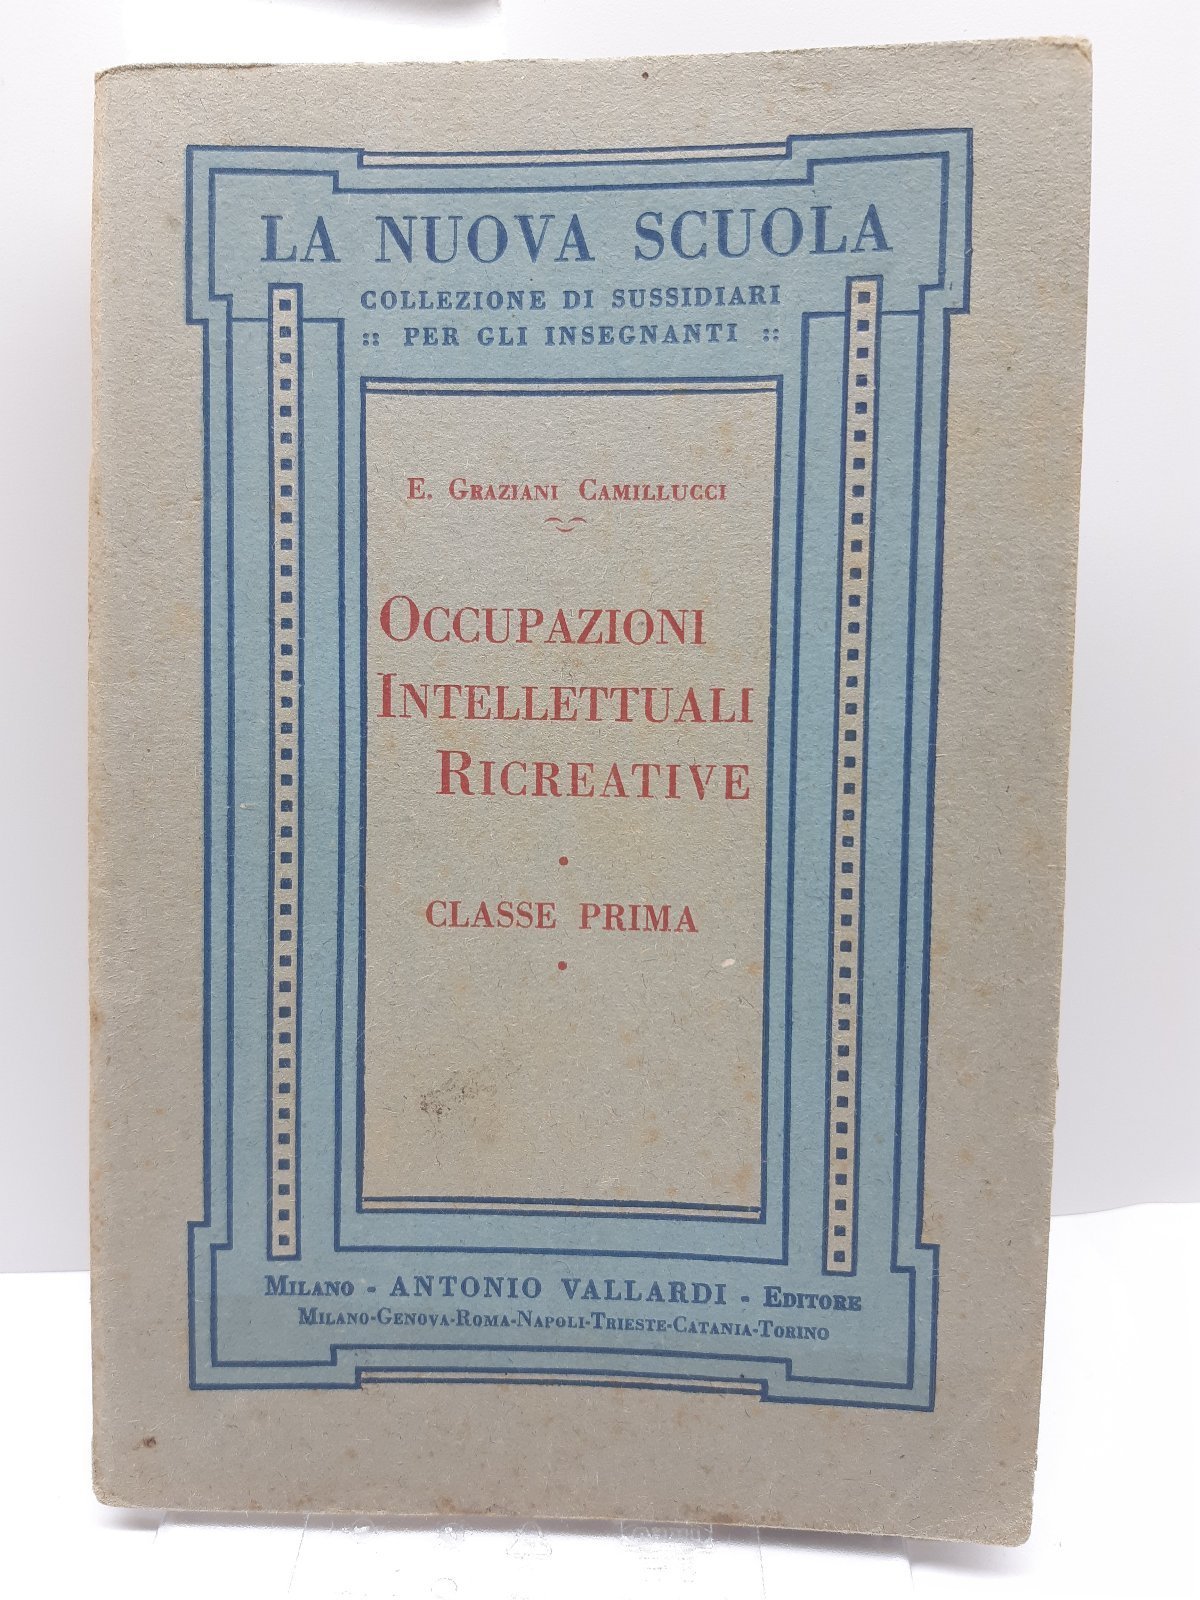 LA NUOVA SCUOLA
COLLEZIONE DI SUSSIDIARI
:: PER GLI INSEGNANTI ::
E. GRAZIANI CAMILLUCCI
OCCUPAZIONI
INTELLETTUALI
RICREATIVE
CLASSE PRIMA
MILANO - ANTONIO VALLARDI - EDITORE
MILANO-GENOVA-ROMA-NAPOLI-TRIESTE-CATANIA-TORINO